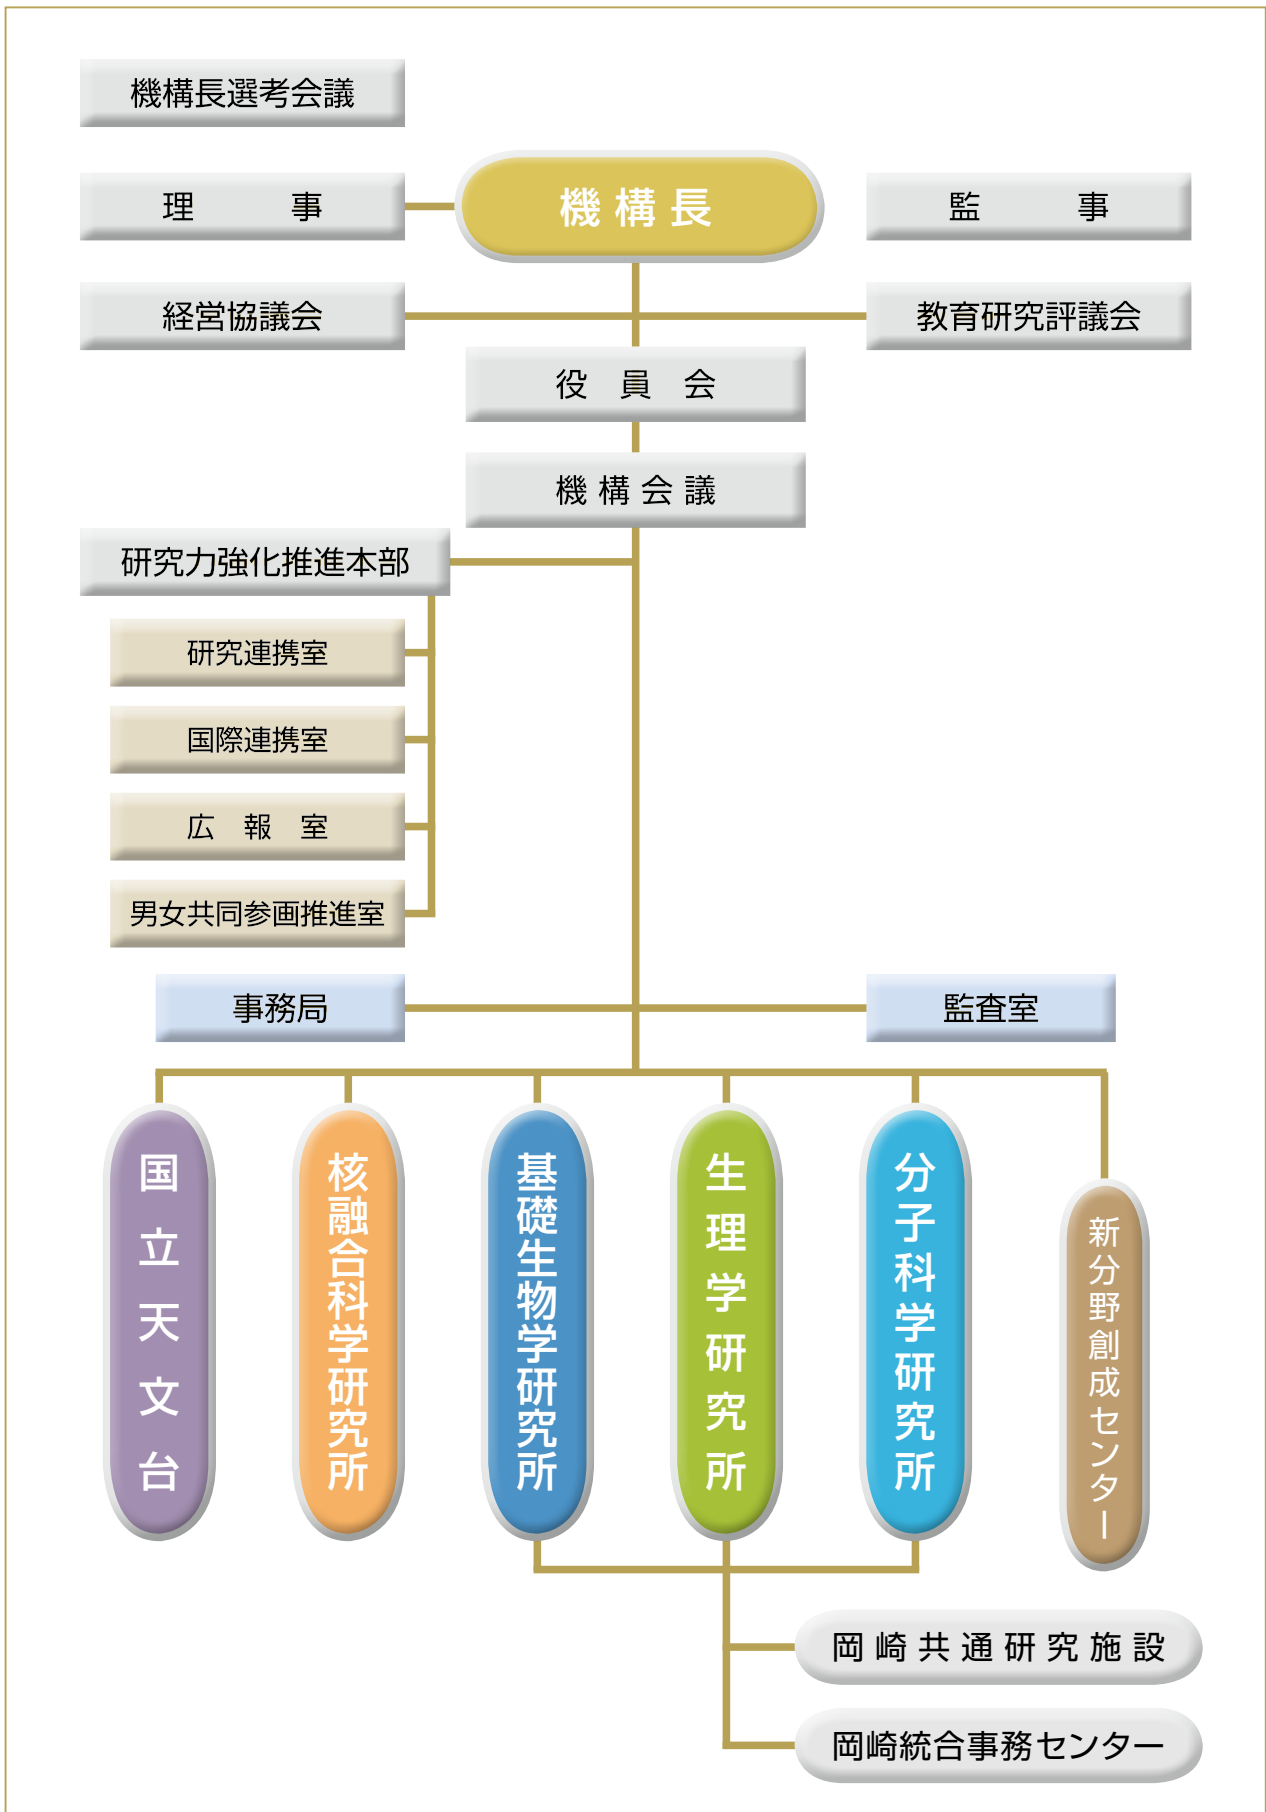 機構長選考会議
理事
機構長
監事
経営協議会
教育研究評議会
役員会
機構会議
研究力強化推進本部
研究連携室
国際連携室
広報室
男女共同参画推進室
事務局
監査室
国立天文台
核融合科学研究所
基礎生物学研究所
生理学研究所
分子科学研究所
新分野創成センター
岡崎共通研究施設
岡崎統合事務センター